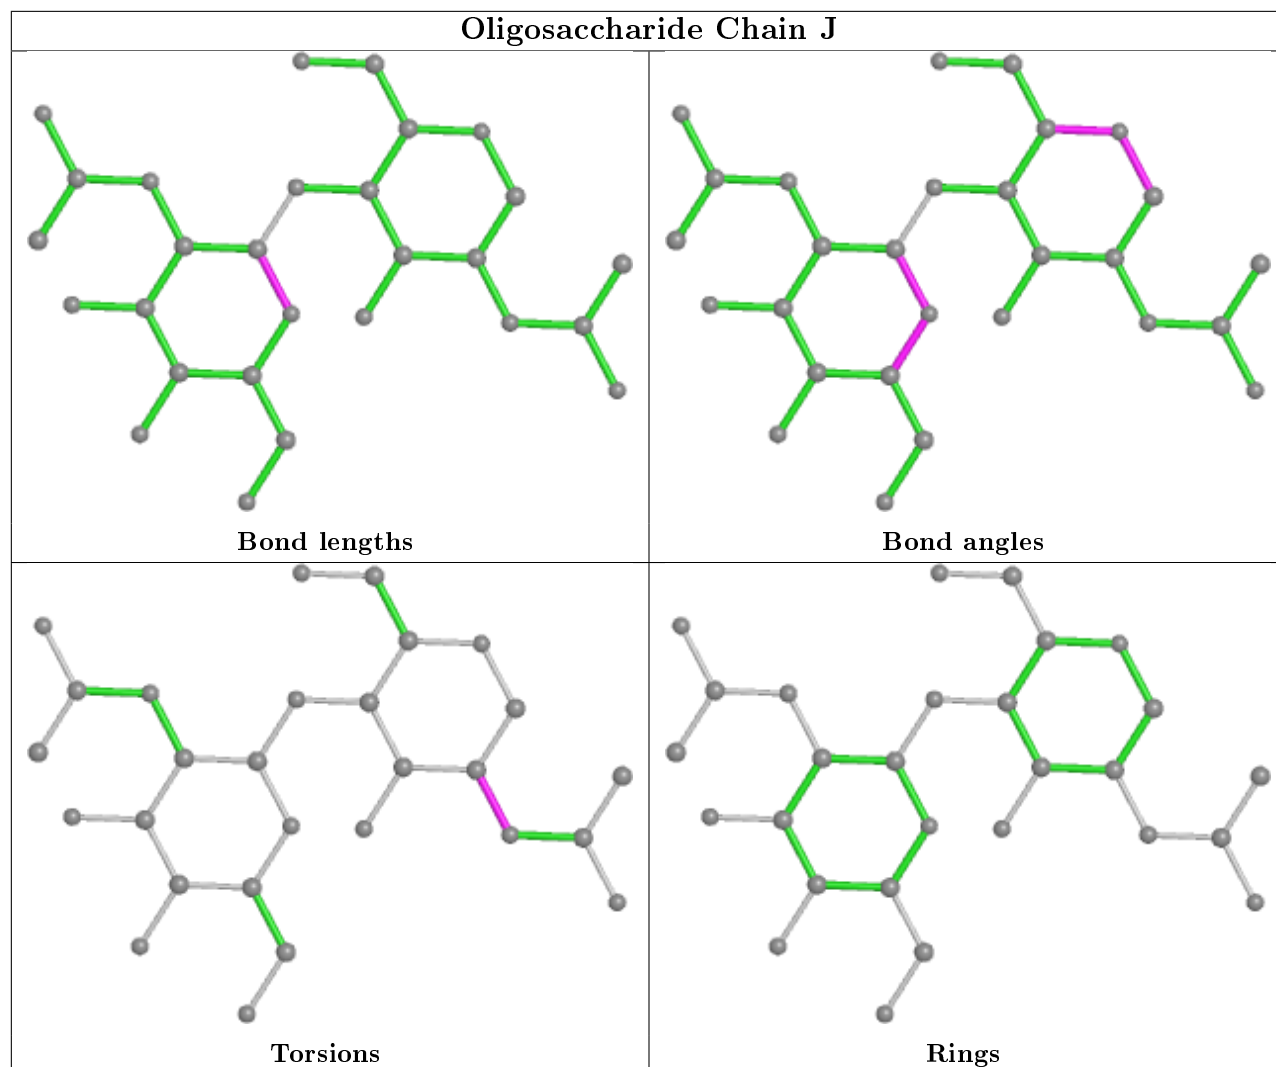 Oligosaccharide Chain J
Bond lengths
Bond angles
Torsions
Rings